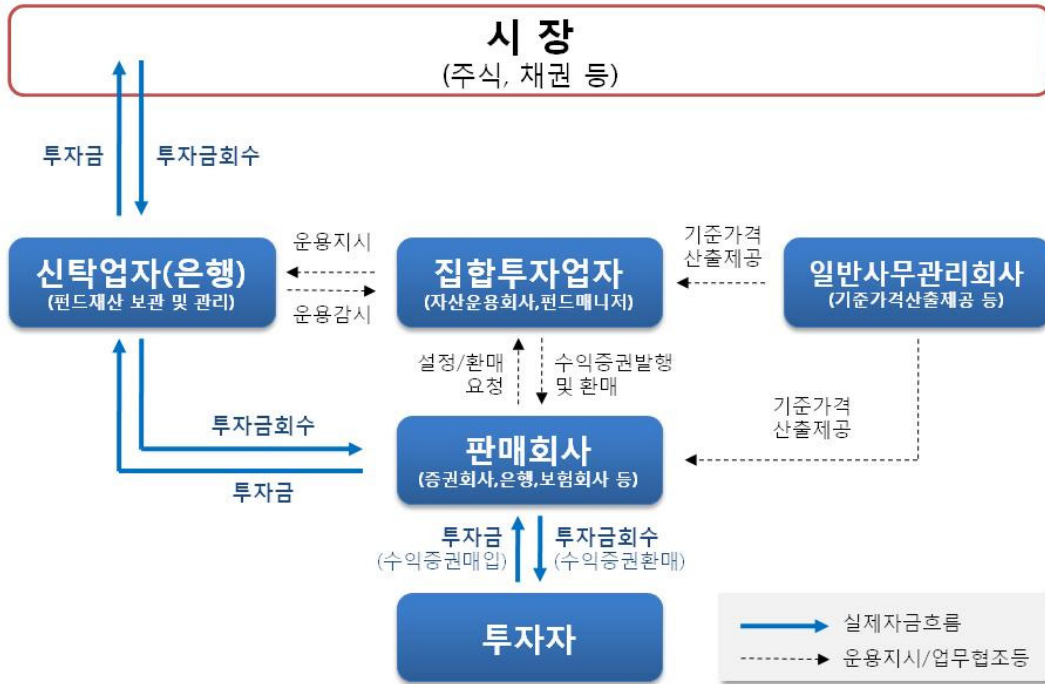 시 장
(주식, 채권 등)
투자금
투자금회수
신탁업자(은행)
(펀드재산 보관 및 관리)
운용지시
운용감시
집합투자업자
(자산운용회사,펀드매니저)
기준가격
산출제공
일반사무관리회사
(기준가격산출제공 등)
설정/환매
요청
수익증권발행
및 환매
기준가격
산출제공
투자금회수
투자금
판매회사
(증권회사,은행,보험회사 등)
투자금
(수익증권매입)
투자금회수
(수익증권환매)
투자자
실제자금흐름
운용지시/업무협조등